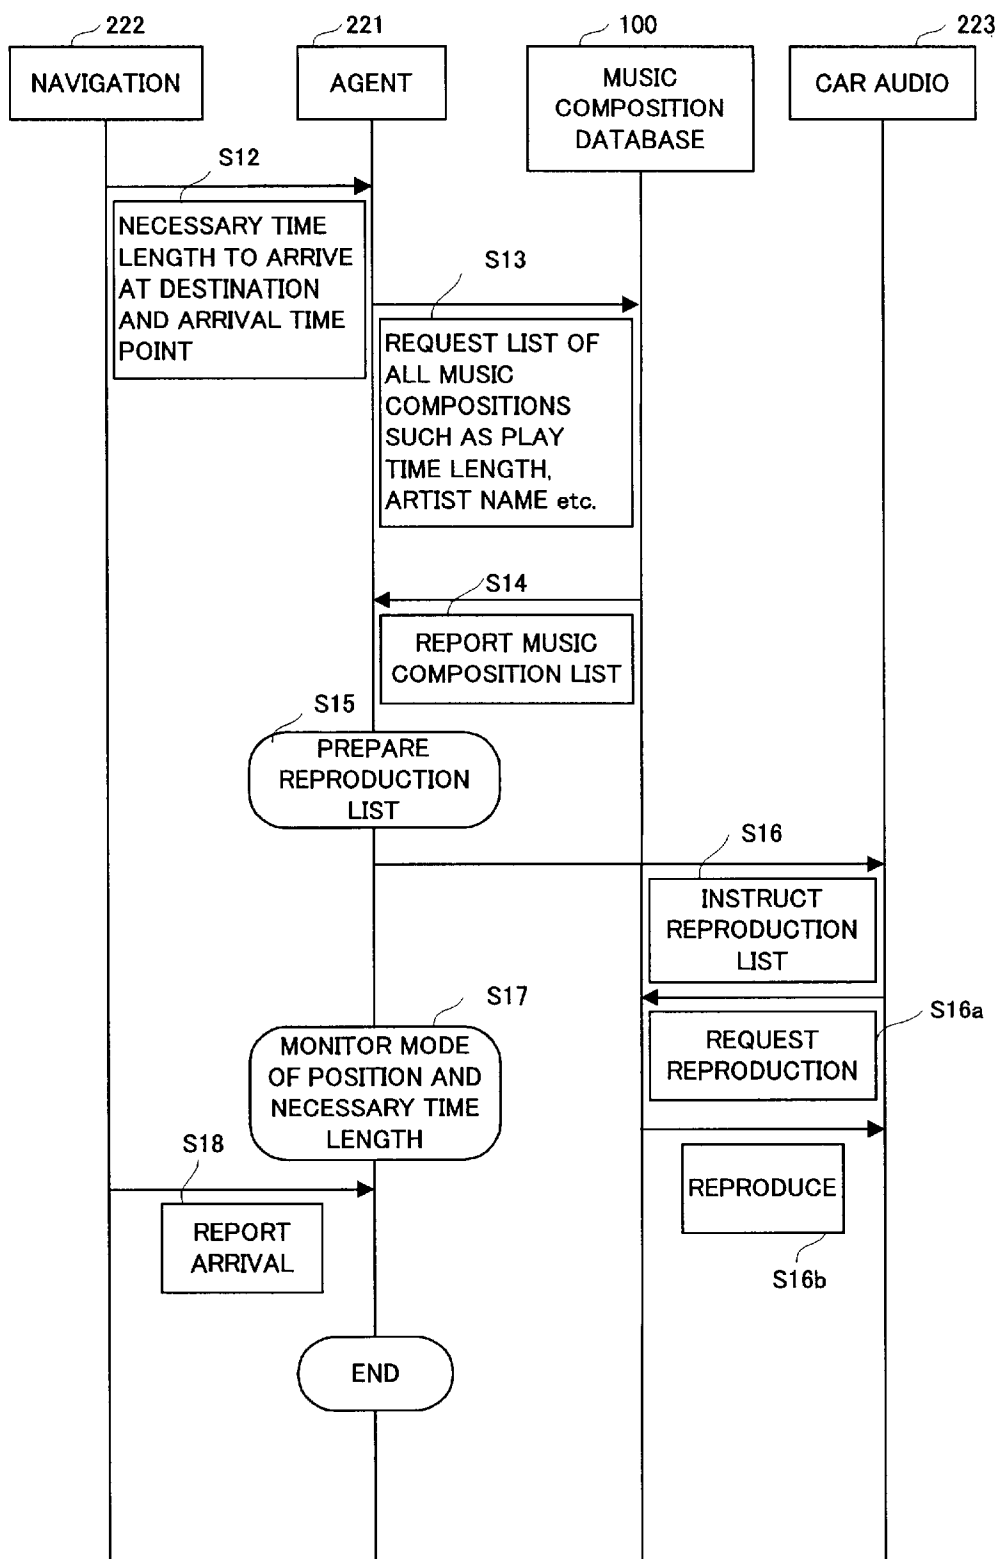 222
221
100
223
NAVIGATION
AGENT
MUSIC
COMPOSITION
DATABASE
CAR AUDIO
S12
NECESSARY TIME
LENGTH TO ARRIVE
AT DESTINATION
AND ARRIVAL TIME
POINT
S13
REQUEST LIST OF
ALL MUSIC
COMPOSITIONS
SUCH AS PLAY
TIME LENGTH,
ARTIST NAME etc.
S14
REPORT MUSIC
COMPOSITION LIST
S15
PREPARE
REPRODUCTION
LIST
S16
INSTRUCT
REPRODUCTION
LIST
S17
MONITOR MODE
OF POSITION AND
NECESSARY TIME
LENGTH
S16a
REQUEST
REPRODUCTION
S18
REPORT
ARRIVAL
REPRODUCE
S16b
END